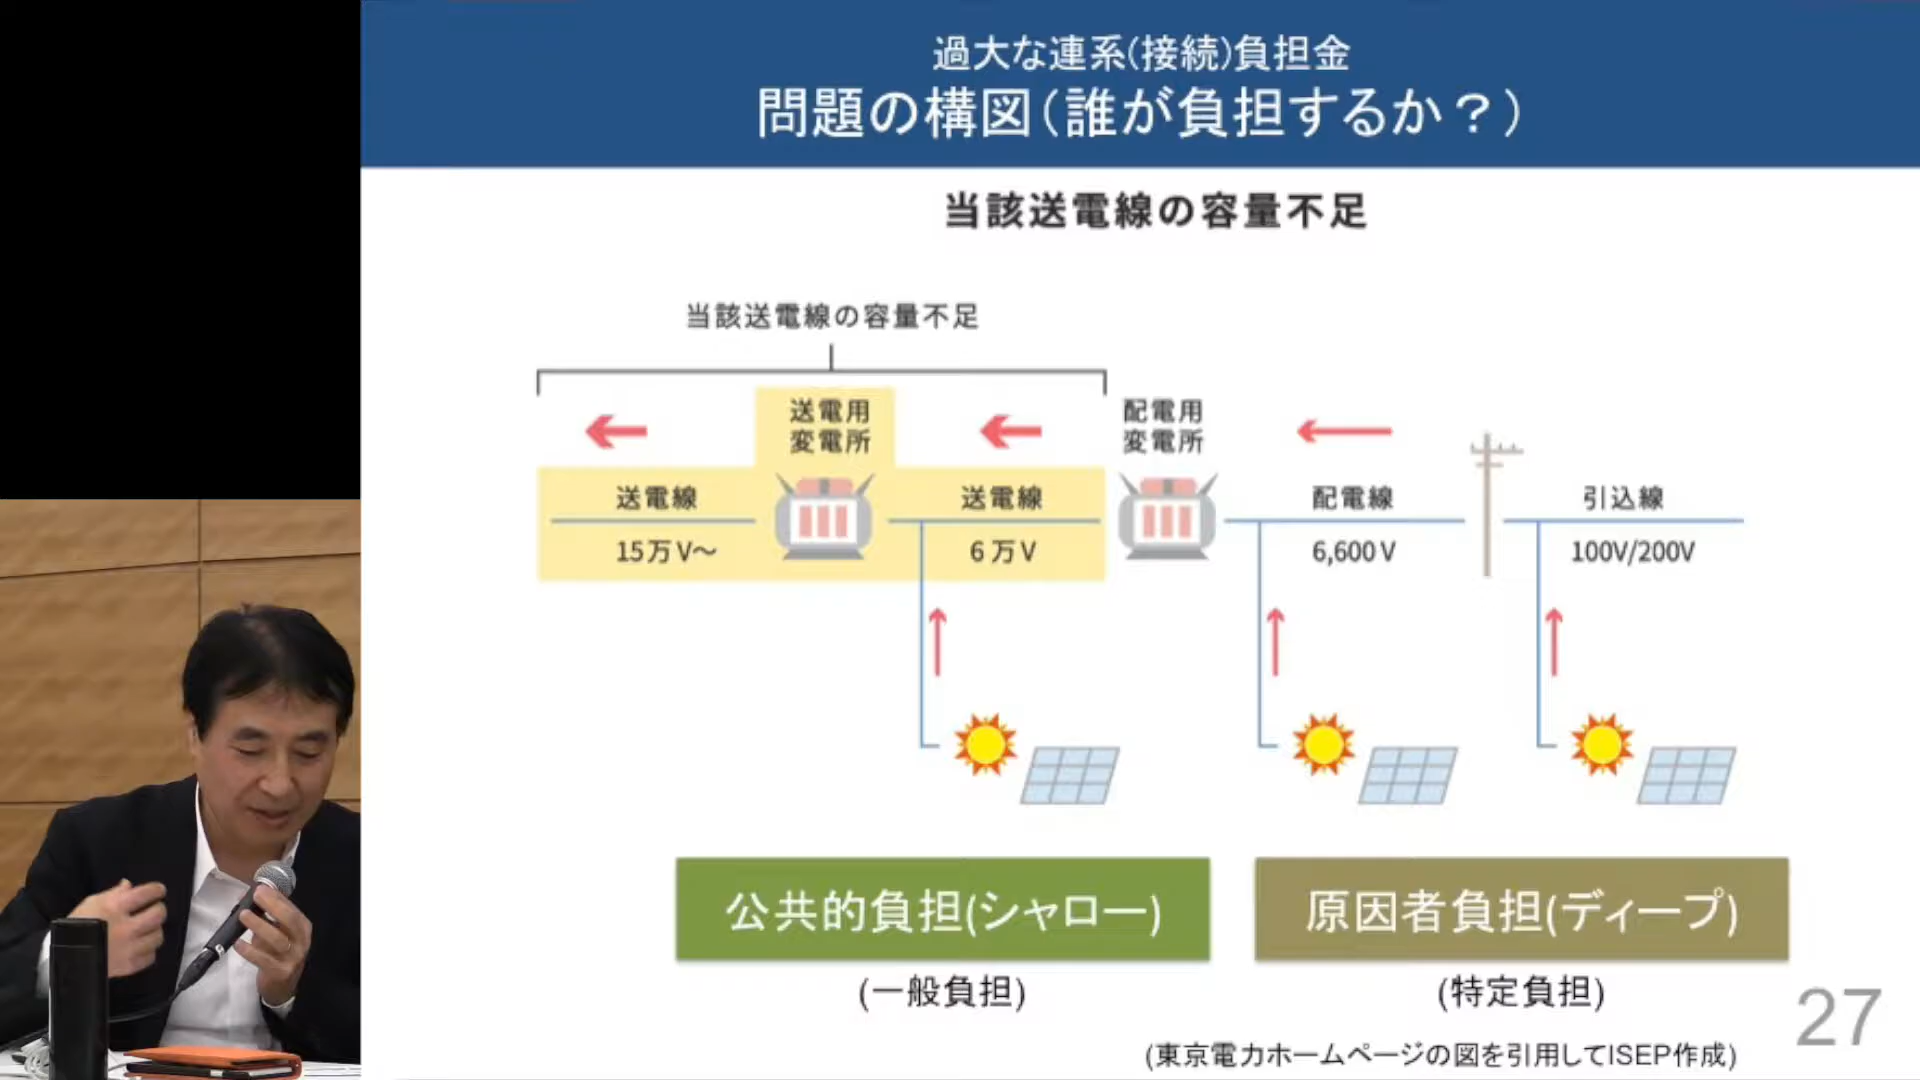 過大な連系(接続)負担金
問題の構図(誰が負担するか？)
当該送電線の容量不足
当該送電線の容量不足
送電用
変電所
配電用
変電所
送電線
送電線
配電線
引込線
15万V～
6万V
6,600V
100V/200V
公共的負担(シャロー)
原因者負担(ディープ)
(一般負担)
(特定負担)
27
(東京電力ホームページの図を引用してISEP作成)